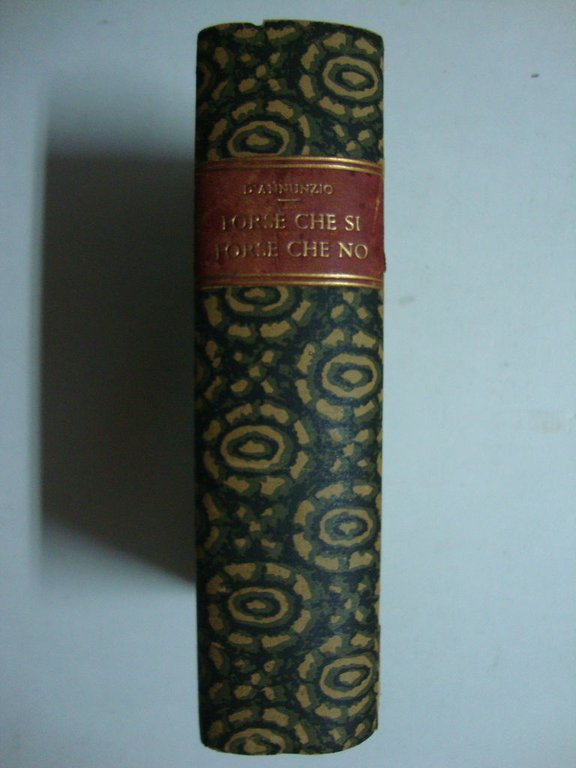 D'ANNUNZIO
FORSE CHE SI
FORSE CHE NO